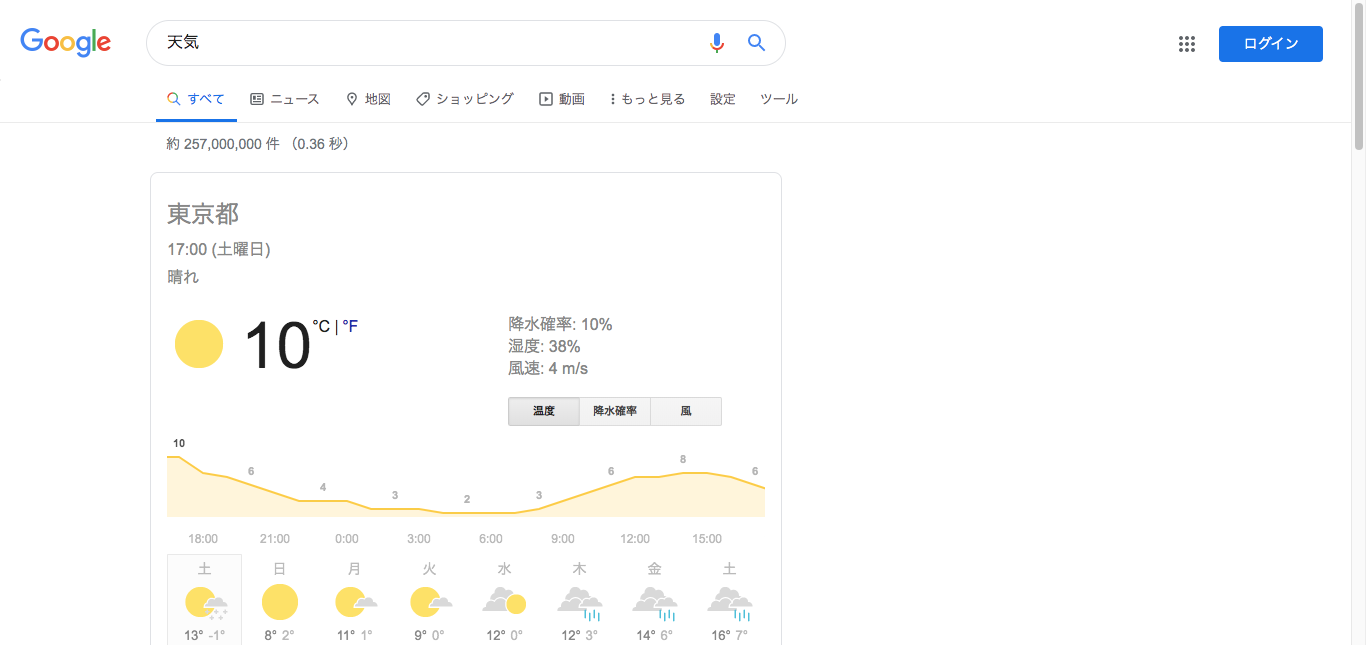 Google
天気
ログイン
すべて ニュース 地図 ショッピング 動画 もっと見る 設定 ツール
約 257,000,000 件 （0.36 秒）
東京都
17:00 (土曜日)
晴れ
10 °C | °F
降水確率: 10%
湿度: 38%
風速: 4 m/s
温度 降水確率 風
10 6 4 3 2 3 6 8 6
18:00 21:00 0:00 3:00 6:00 9:00 12:00 15:00
土 日 月 火 水 木 金 土
13° -1° 8° 2° 11° 1° 9° 0° 12° 0° 12° 3° 14° 6° 16° 7°